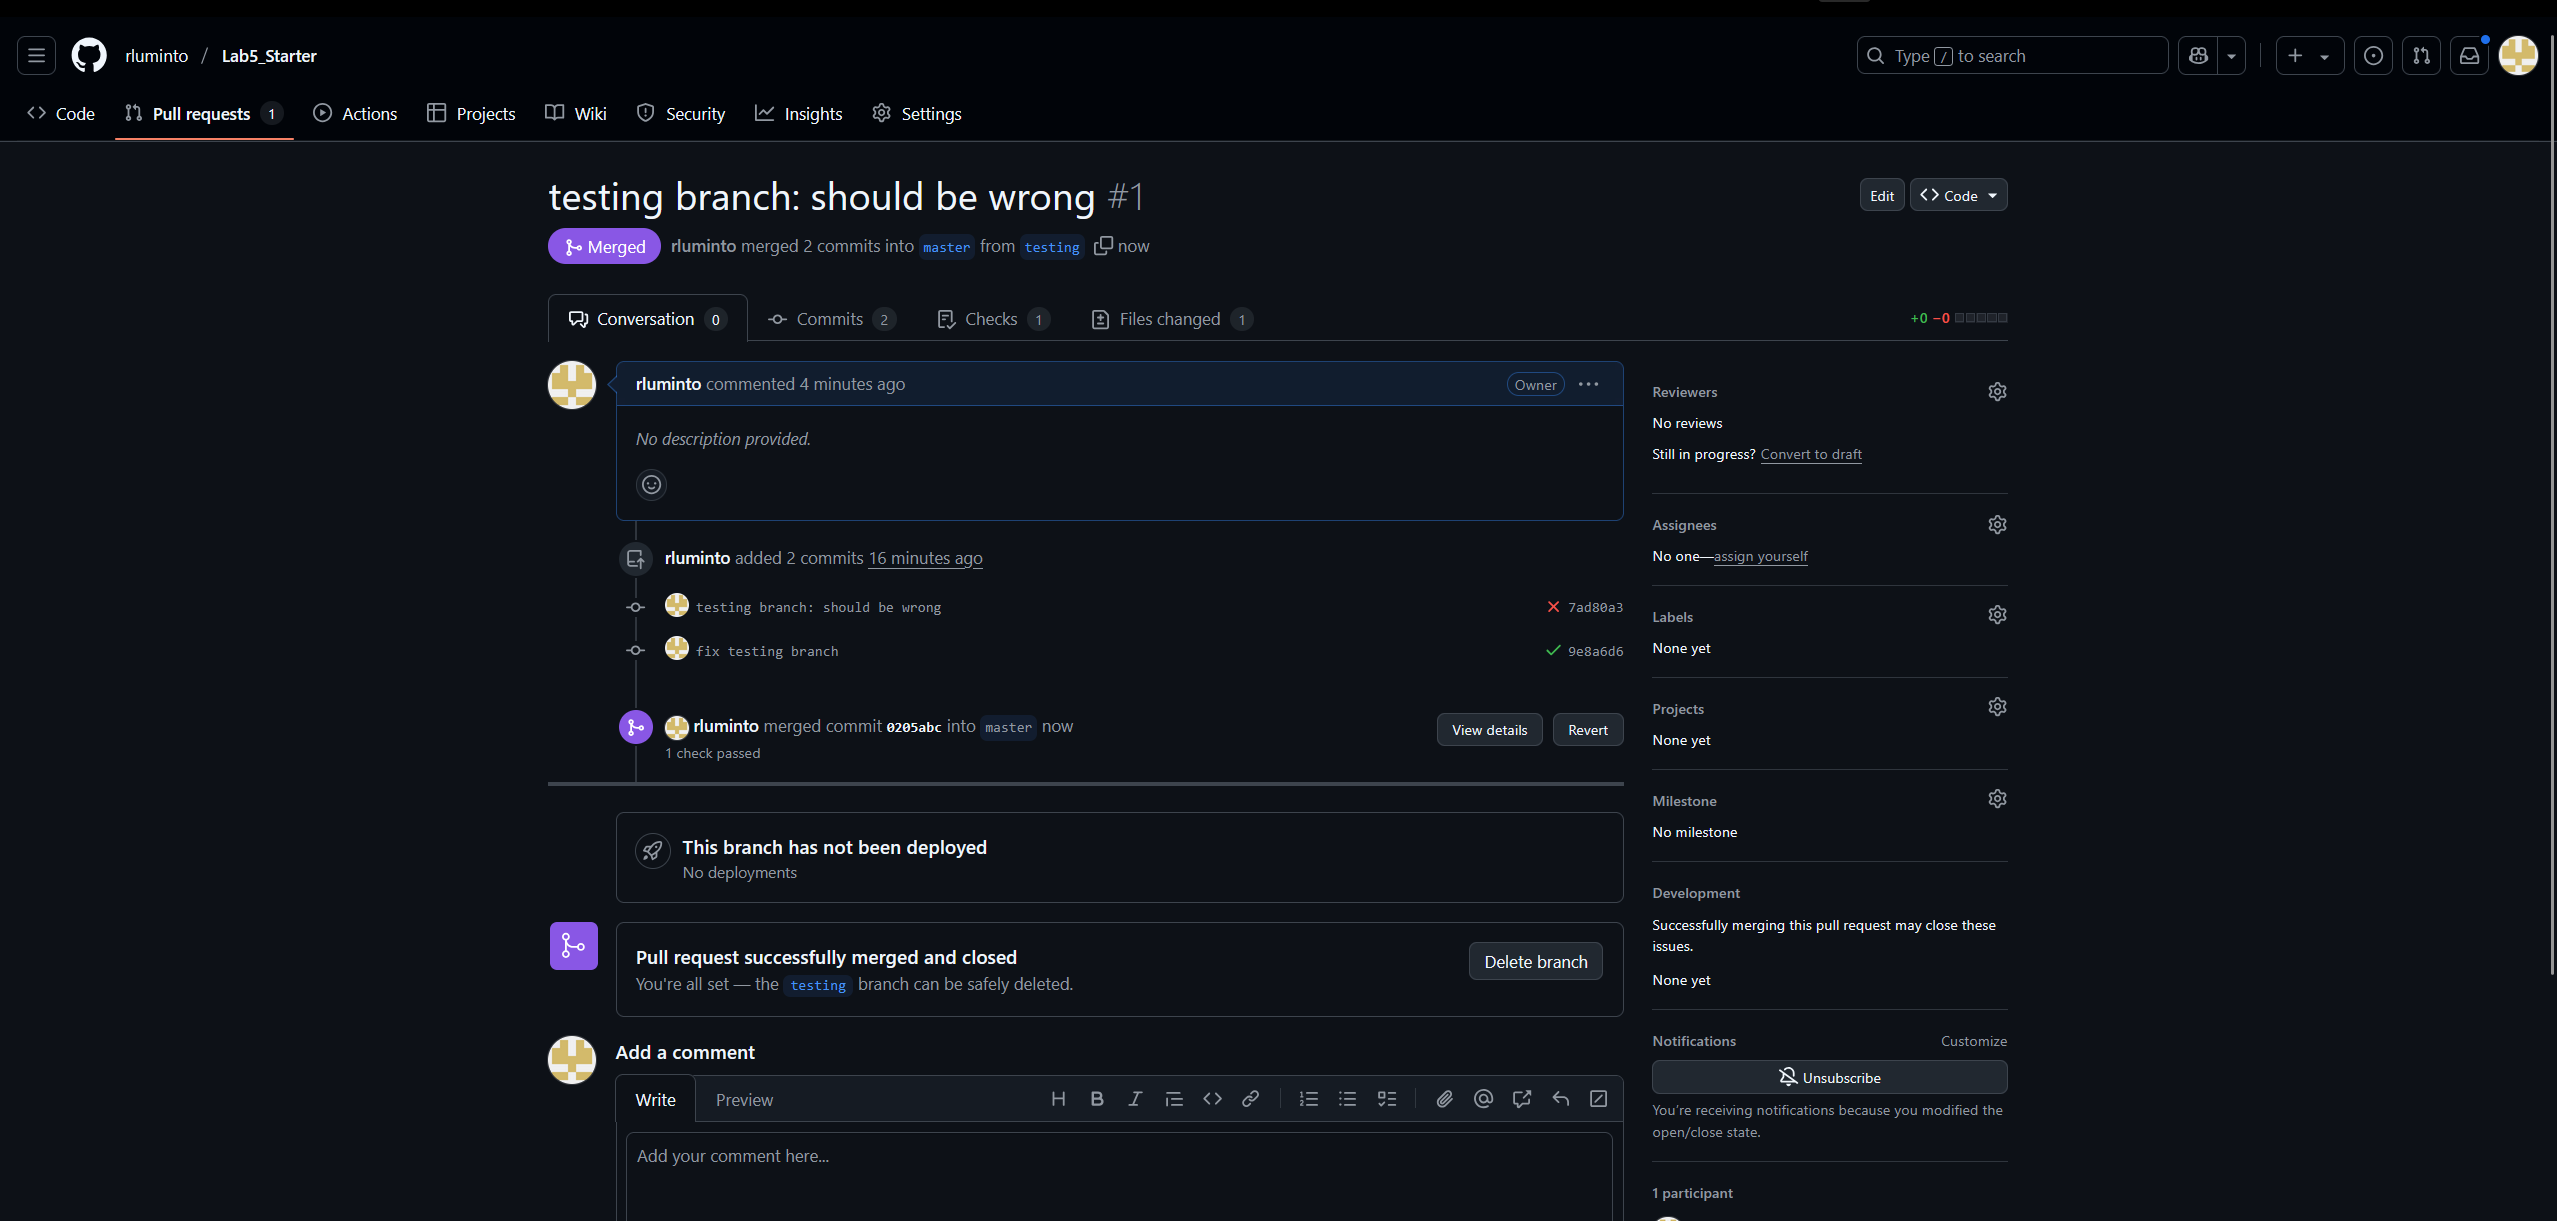 rluminto / Lab5_Starter
Type / to search
Code
Pull requests 1
Actions
Projects
Wiki
Security
Insights
Settings
testing branch: should be wrong #1
Edit
Code
Merged
rluminto merged 2 commits into master from testing now
Conversation 0
Commits 2
Checks 1
Files changed 1
+0 −0
rluminto commented 4 minutes ago
Owner
No description provided.
rluminto added 2 commits 16 minutes ago
testing branch: should be wrong
7ad80a3
fix testing branch
9e8a6d6
rluminto merged commit 0205abc into master now
1 check passed
View details
Revert
This branch has not been deployed
No deployments
Pull request successfully merged and closed
You're all set — the testing branch can be safely deleted.
Delete branch
Add a comment
Write
Preview
Add your comment here...
Reviewers
No reviews
Still in progress? Convert to draft
Assignees
No one—assign yourself
Labels
None yet
Projects
None yet
Milestone
No milestone
Development
Successfully merging this pull request may close these
issues.
None yet
Notifications
Customize
Unsubscribe
You're receiving notifications because you modified the
open/close state.
1 participant